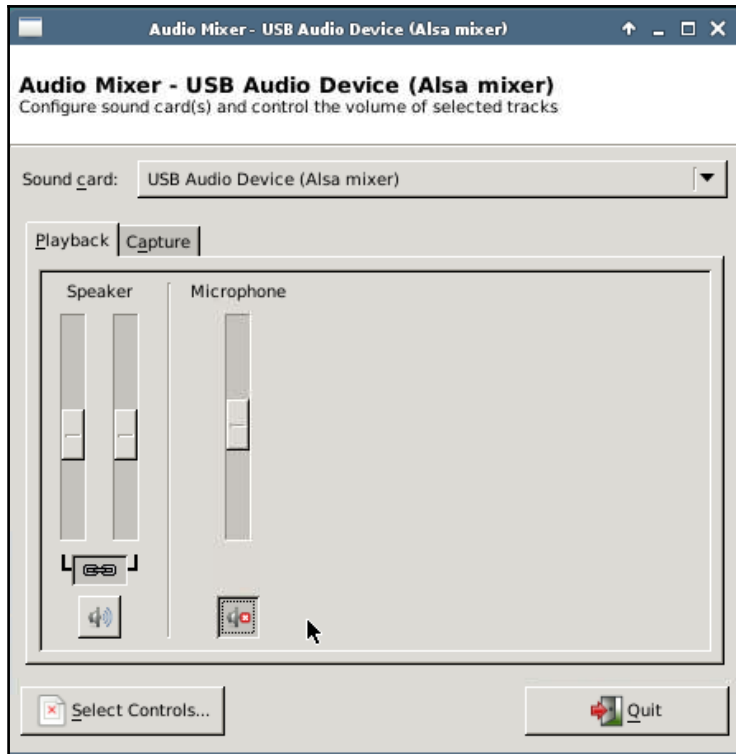 Audio Mixer - USB Audio Device (Alsa mixer)
Audio Mixer - USB Audio Device (Alsa mixer)
Configure sound card(s) and control the volume of selected tracks
Sound card: USB Audio Device (Alsa mixer)
Playback Capture
Speaker Microphone
Select Controls... Quit